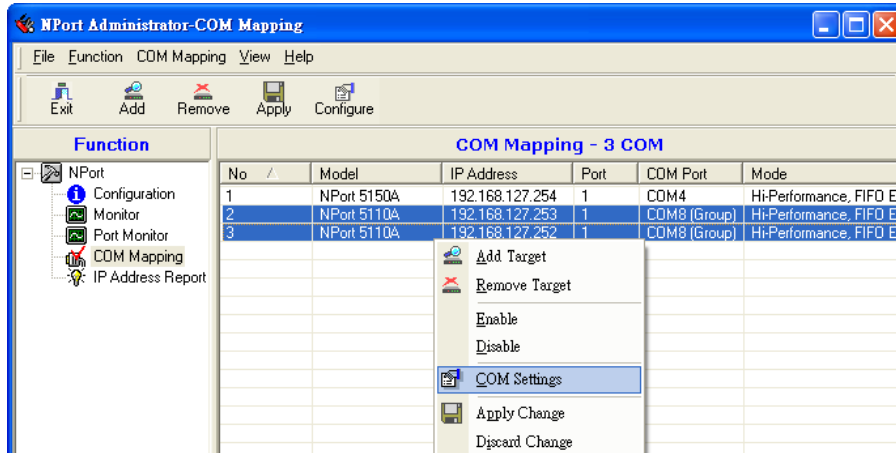 NPort Administrator-COM Mapping
File Function COM Mapping View Help
Exit Add Remove Apply Configure
Function
COM Mapping - 3 COM
NPort
Configuration
Monitor
Port Monitor
COM Mapping
IP Address Report
No Model IP Address Port COM Port Mode
1 NPort 5150A 192.168.127.254 1 COM4 Hi-Performance, FIFO E
2 NPort 5110A 192.168.127.253 1 COM8 (Group) Hi-Performance, FIFO E
3 NPort 5110A 192.168.127.252 1 COM8 (Group) Hi-Performance, FIFO E
Add Target
Remove Target
Enable
Disable
COM Settings
Apply Change
Discard Change